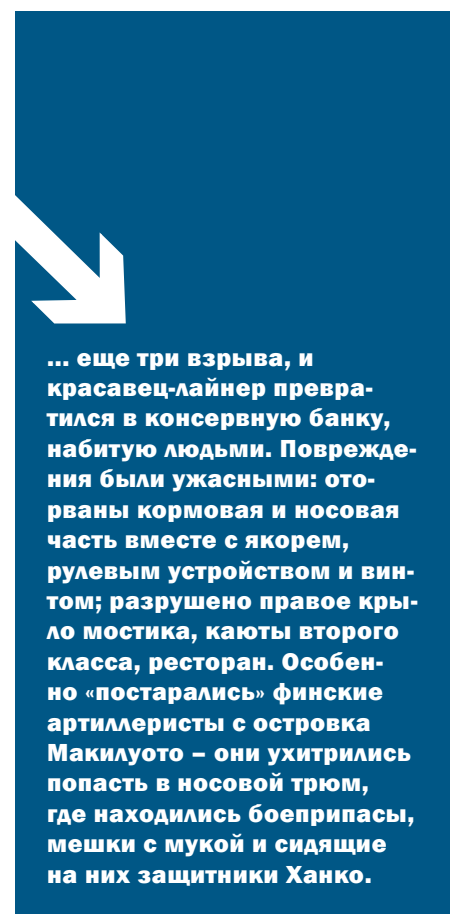 ... еще три взрыва, и
красавец-лайнер превра-
тился в консервную банку,
набитую людьми. Поврежде-
ния были ужасными: ото-
рваны кормовая и носовая
часть вместе с якорем,
рулевым устройством и вин-
том; разрушено правое кры-
ло мостика, каюты второго
класса, ресторан. Особен-
но «постарались» финские
артиллеристы с островка
Макилуото – они ухитрились
попасть в носовой трюм,
где находились боеприпасы,
мешки с мукой и сидящие
на них защитники Ханко.